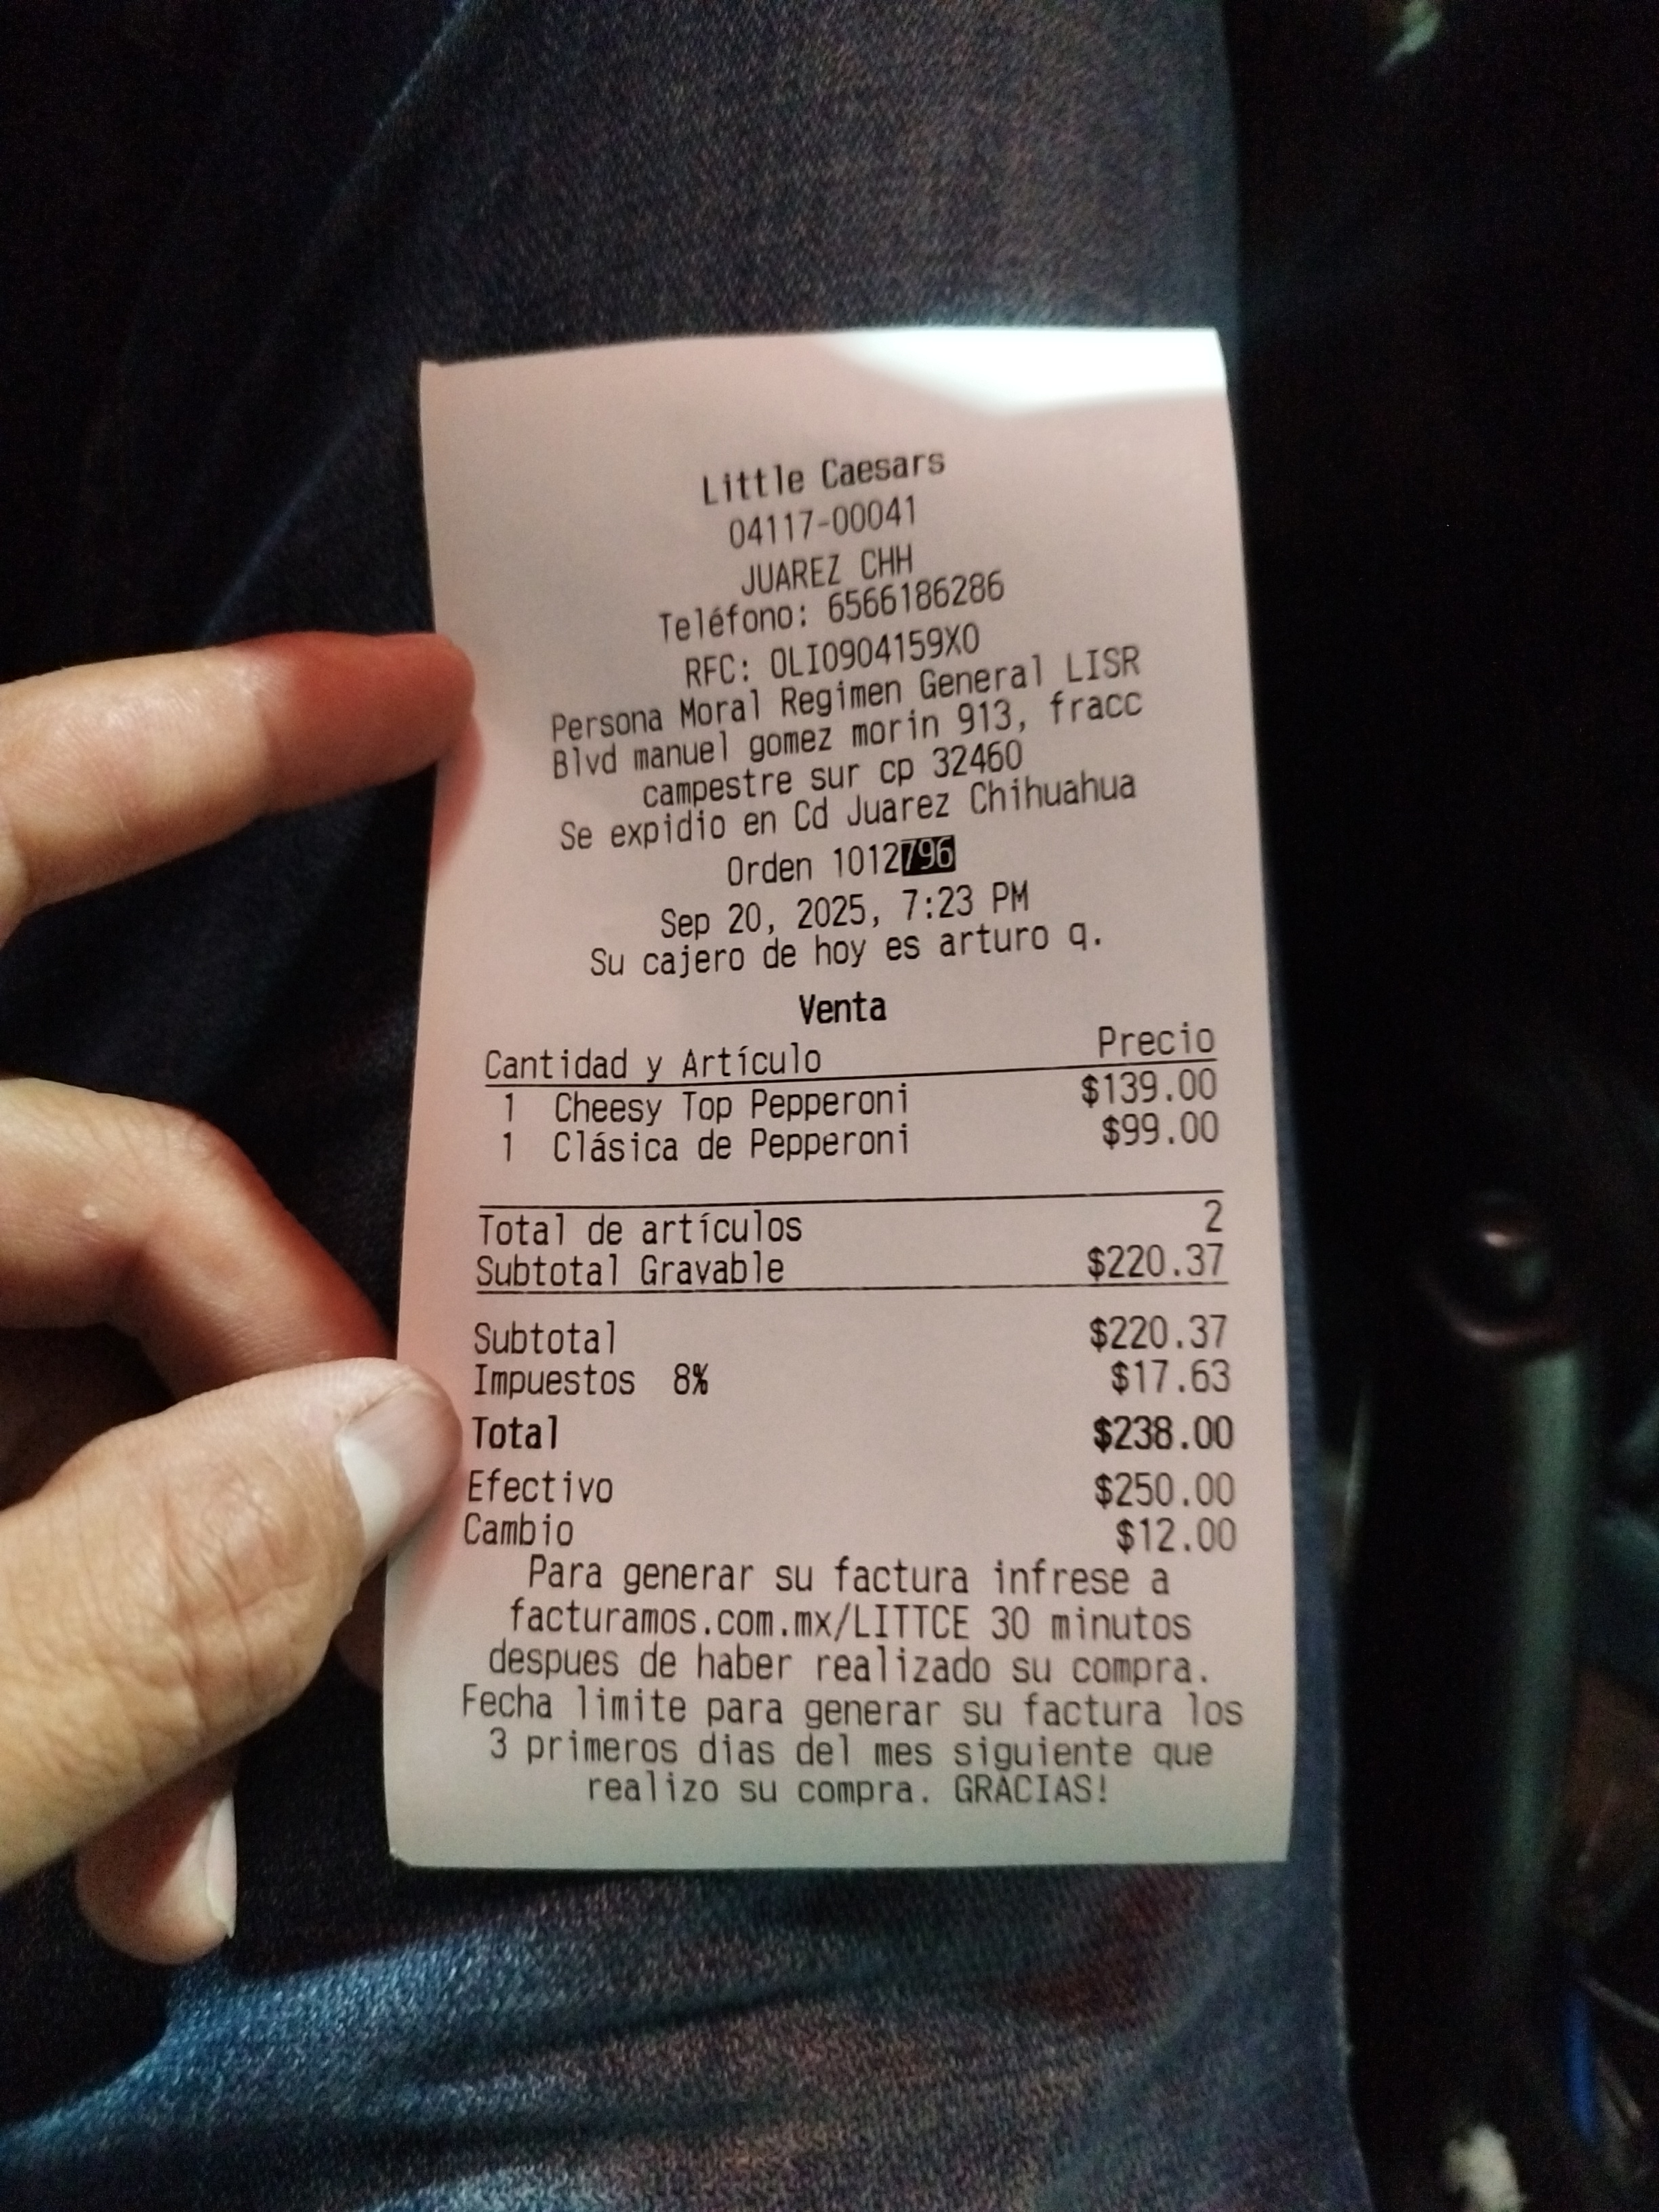 Little Caesars
04117-00041
JUAREZ CHH
Teléfono: 6566186286
RFC: OLI0904159X0
Persona Moral Regimen General LISR
Blvd manuel gomez morin 913, fracc
campestre sur cp 32460
Se expidio en Cd Juarez Chihuahua
Orden 1012796
Sep 20, 2025, 7:23 PM
Su cajero de hoy es arturo q.
Venta
Cantidad y Artículo Precio
1 Cheesy Top Pepperoni $139.00
1 Clásica de Pepperoni $99.00
Total de artículos 2
Subtotal Gravable $220.37
Subtotal $220.37
Impuestos 8% $17.63
Total $238.00
Efectivo $250.00
Cambio $12.00
Para generar su factura infrese a
facturamos.com.mx/LITTCE 30 minutos
despues de haber realizado su compra.
Fecha limite para generar su factura los
3 primeros dias del mes siguiente que
realizo su compra. GRACIAS!